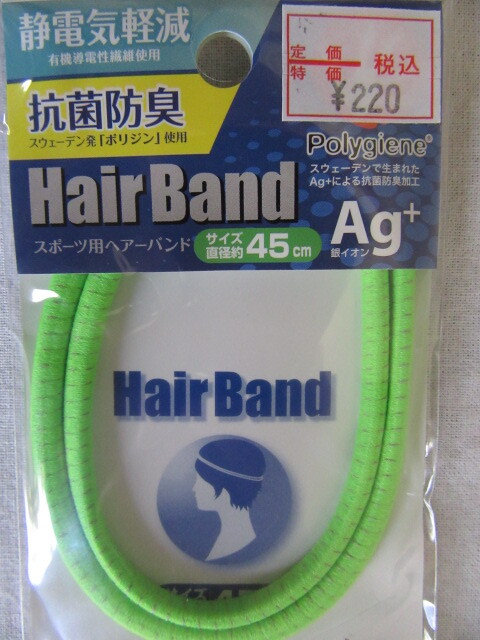 静電気軽減
有機導電性繊維使用
抗菌防臭
スウェーデン発「ポリジン」使用
定価
特価
税込
¥220
Polygiene®
スウェーデンで生まれた
Ag+による抗菌防臭加工
Hair Band
スポーツ用ヘアーバンド
サイズ
直径約
45cm
Ag+
銀イオン
Hair Band
サイズ